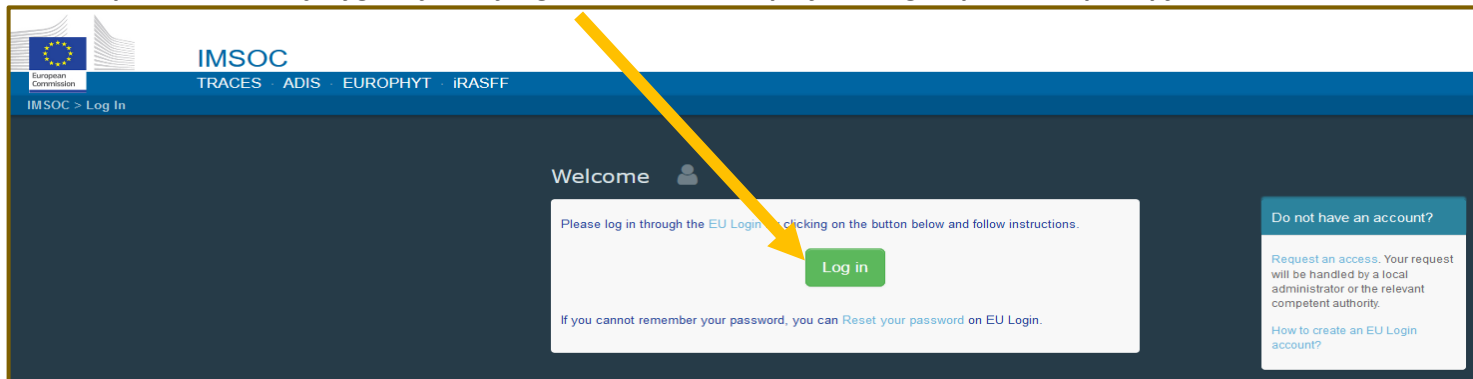 IMSOC
European
Commission
TRACES · ADIS · EUROPHYT · iRASFF
IMSOC > Log In
Welcome
Please log in through the EU Login clicking on the button below and follow instructions.
Log in
If you cannot remember your password, you can Reset your password on EU Login.
Do not have an account?
Request an access. Your request
will be handled by a local
administrator or the relevant
competent authority.
How to create an EU Login
account?